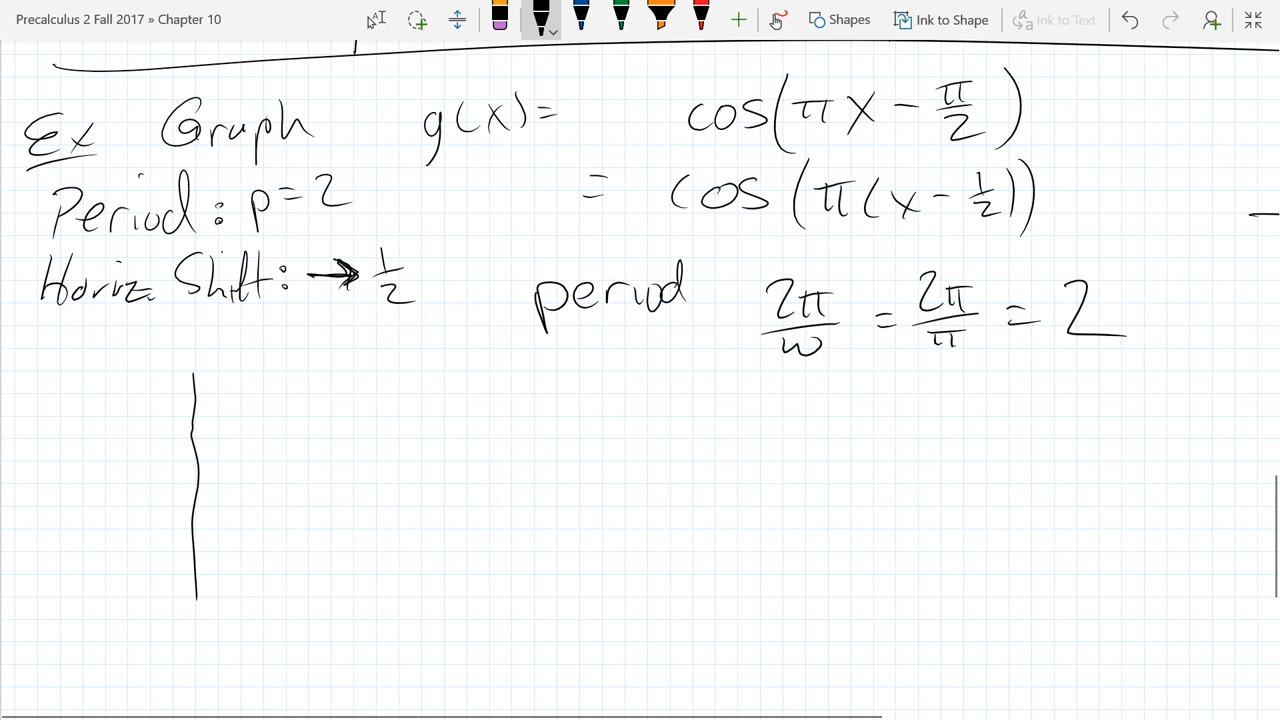 Precalculus 2 Fall 2017 » Chapter 10
Shapes
Ink to Shape
Ink to Text
Ex Graph g(x)= cos(πx - π/2)
Period: p=2 = cos(π(x - 1/2))
Horiz. Shift: → 1/2
period 2π/w = 2π/π = 2